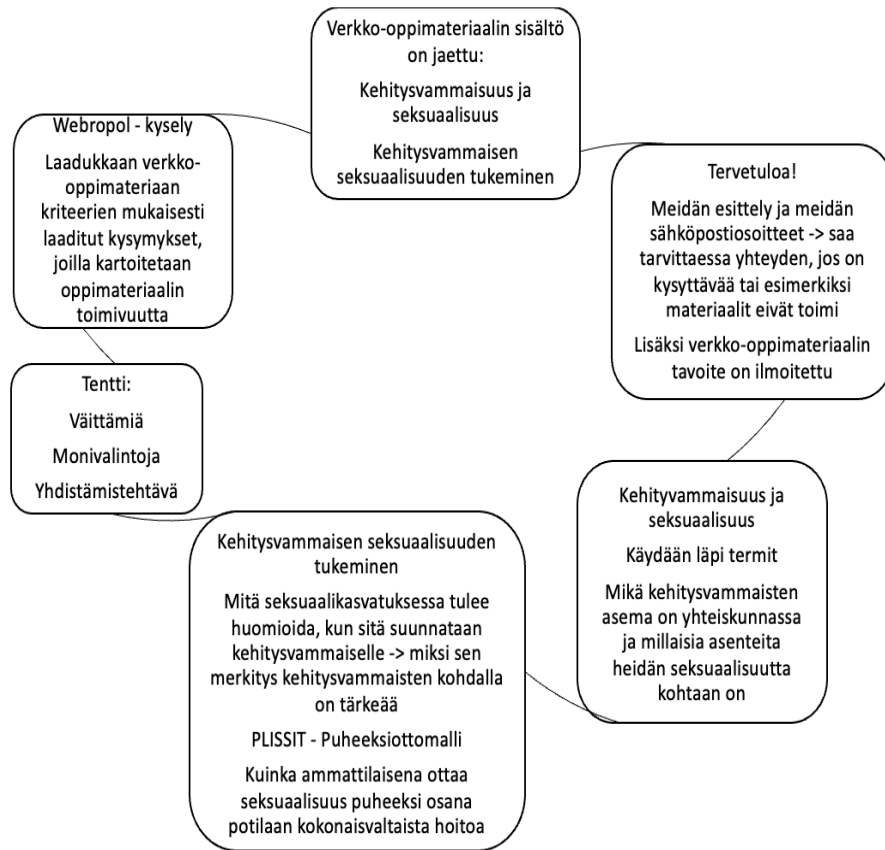 Verkko-oppimateriaalin sisältö
on jaettu:
Kehitysvammaisuus ja
seksuaalisuus
Kehitysvammaisen
seksuaalisuuden tukeminen
Tervetuloa!
Meidän esittely ja meidän
sähköpostiosoitteet -> saa
tarvittaessa yhteyden, jos on
kysyttävää tai esimerkiksi
materiaalit eivät toimi
Lisäksi verkko-oppimateriaalin
tavoite on ilmoitettu
Kehityvammaisuus ja
seksuaalisuus
Käydään läpi termit
Mikä kehitysvammaisten
asema on yhteiskunnassa
ja millaisia asenteita
heidän seksuaalisuutta
kohtaan on
Kehitysvammaisen seksuaalisuuden
tukeminen
Mitä seksuaalikasvatuksessa tulee
huomioida, kun sitä suunnataan
kehitysvammaiselle -> miksi sen
merkitys kehitysvammaisten kohdalla
on tärkeää
PLISSIT - Puheeksiottomalli
Kuinka ammattilaisena ottaa
seksuaalisuus puheeksi osana
potilaan kokonaisvaltaista hoitoa
Tentti:
Väittämiä
Monivalintoja
Yhdistämistehtävä
Webropol - kysely
Laadukkaan verkko-
oppimateriaan
kriteerien mukaisesti
laaditut kysymykset,
joilla kartoitetaan
oppimateriaalin
toimivuutta